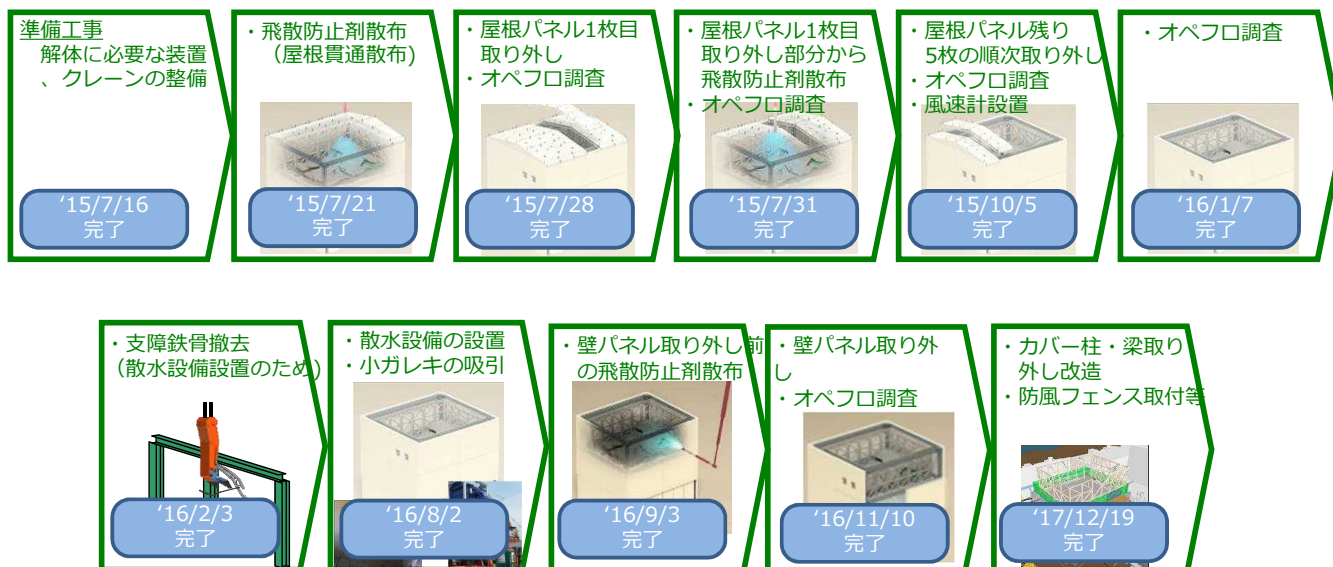 準備工事
解体に必要な装置
、クレーンの整備
‘15/7/16
完了
・飛散防止剤散布
（屋根貫通散布)
‘15/7/21
完了
・屋根パネル1枚目
取り外し
・オペフロ調査
‘15/7/28
完了
・屋根パネル1枚目
取り外し部分から
飛散防止剤散布
・オペフロ調査
‘15/7/31
完了
・屋根パネル残り
5枚の順次取り外し
・オペフロ調査
・風速計設置
‘15/10/5
完了
・オペフロ調査
‘16/1/7
完了
・支障鉄骨撤去
（散水設備設置のため)
‘16/2/3
完了
・散水設備の設置
・小ガレキの吸引
‘16/8/2
完了
・壁パネル取り外し前
の飛散防止剤散布
‘16/9/3
完了
・壁パネル取り外
し
・オペフロ調査
‘16/11/10
完了
・カバー柱・梁取り
外し改造
・防風フェンス取付等
‘17/12/19
完了